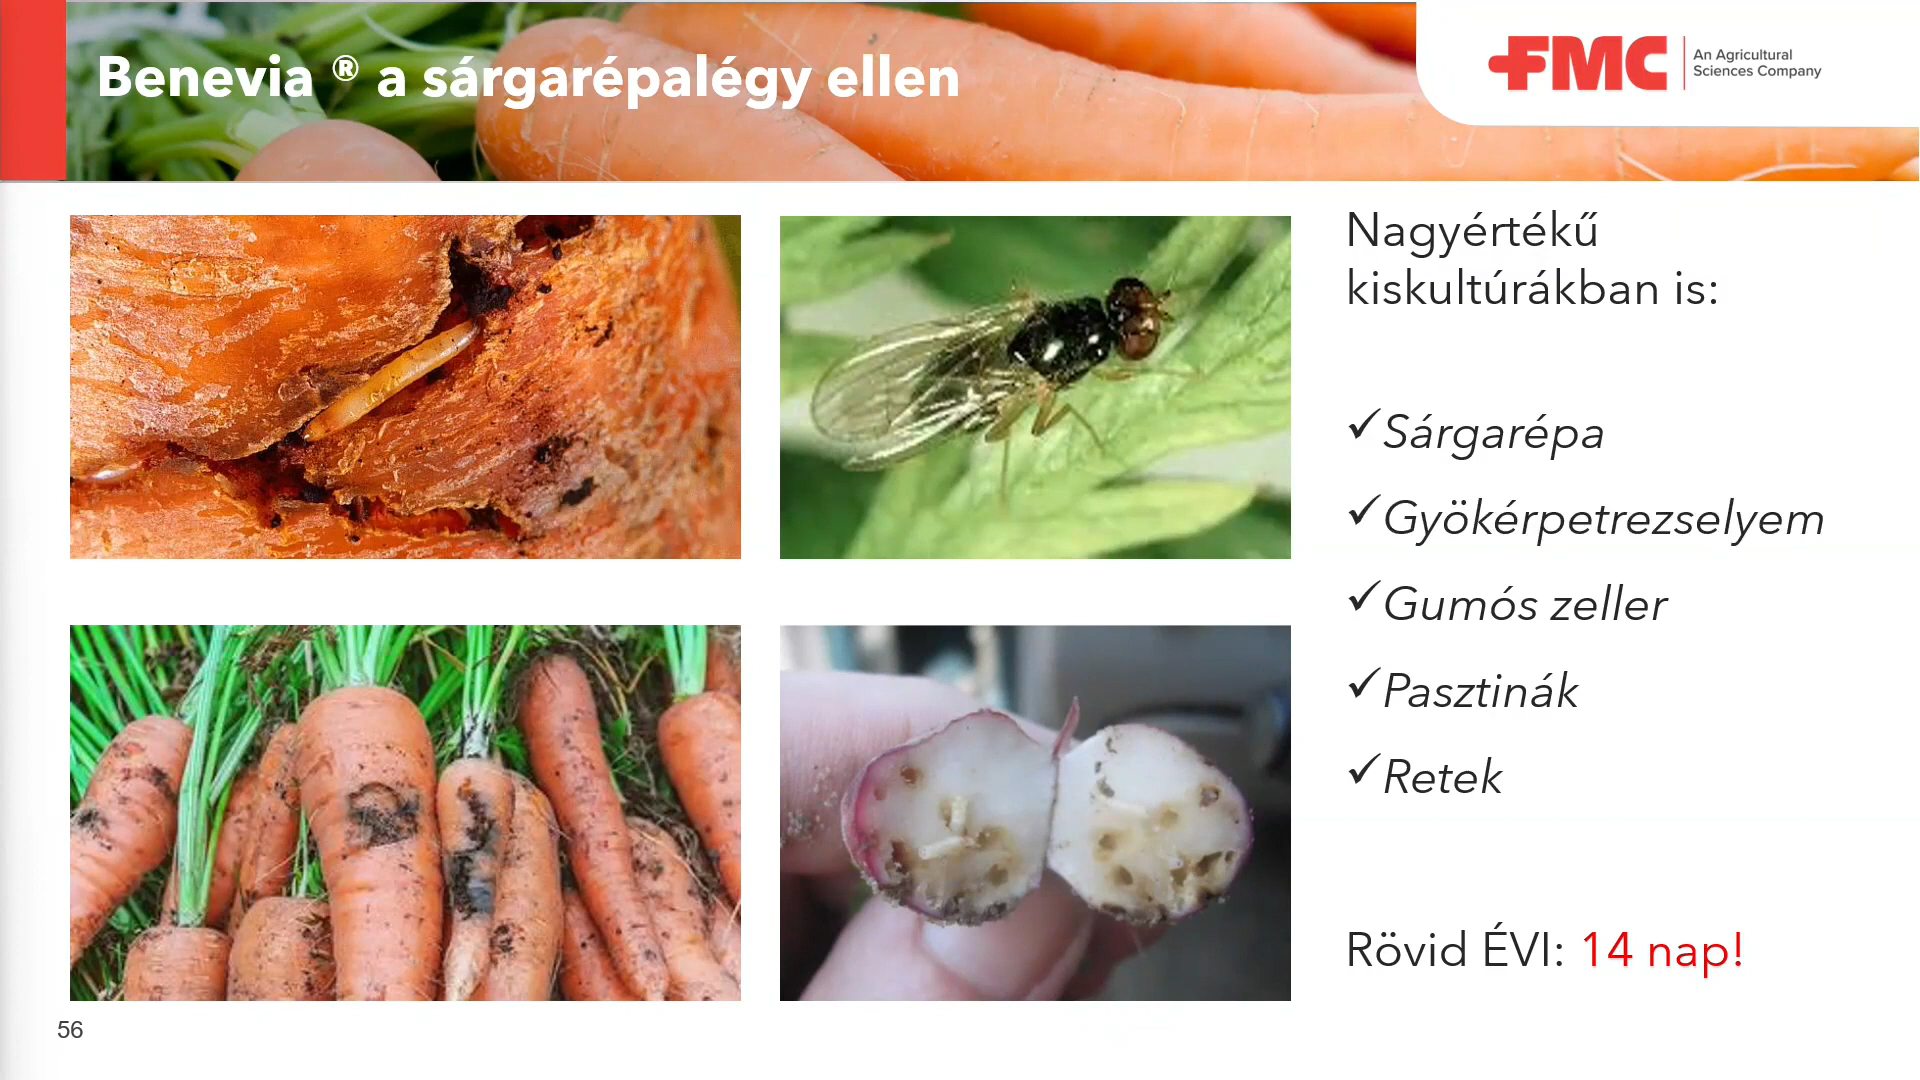 Benevia ® a sárgarépalégy ellen
FMC
An Agricultural
Sciences Company
Nagyértékű
kiskultúrákban is:
✓Sárgarépa
✓Gyökérpetrezselyem
✓Gumós zeller
✓Pasztinák
✓Retek
Rövid ÉVI: 14 nap!
56